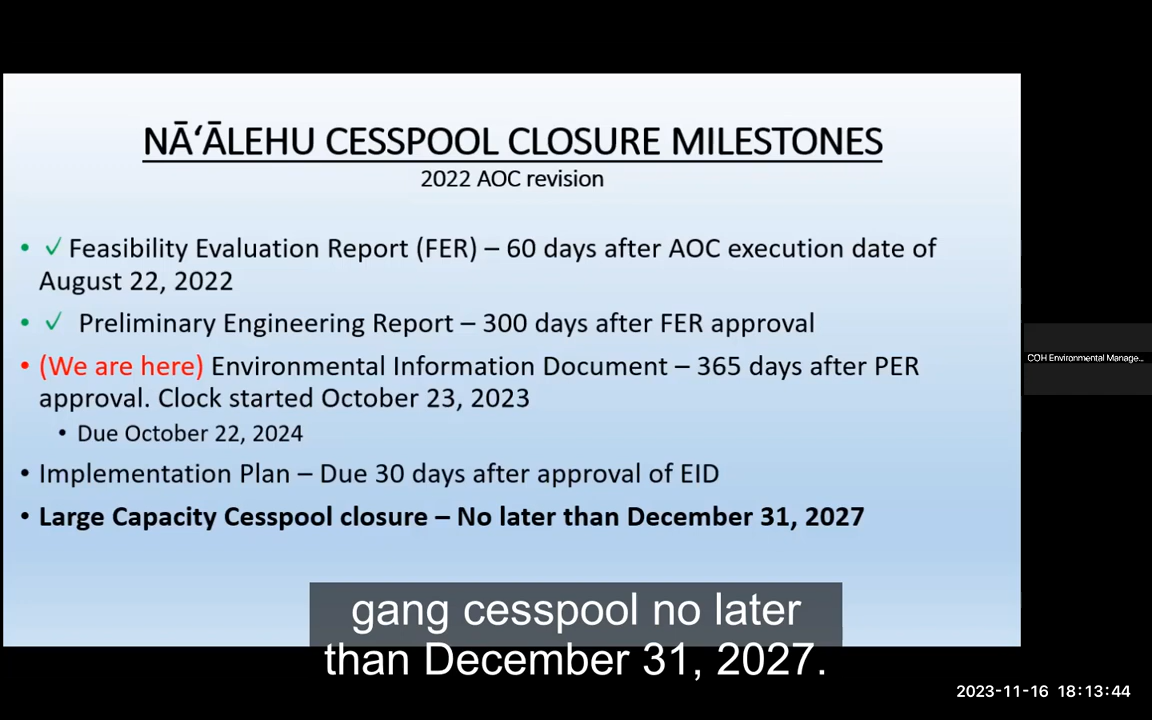 NĀʻĀLEHU CESSPOOL CLOSURE MILESTONES
2022 AOC revision
• ✓ Feasibility Evaluation Report (FER) – 60 days after AOC execution date of
August 22, 2022
• ✓ Preliminary Engineering Report – 300 days after FER approval
• (We are here) Environmental Information Document – 365 days after PER
approval. Clock started October 23, 2023
• Due October 22, 2024
• Implementation Plan – Due 30 days after approval of EID
• Large Capacity Cesspool closure – No later than December 31, 2027
COH Environmental Manage...
gang cesspool no later
than December 31, 2027.
2023-11-16 18:13:44